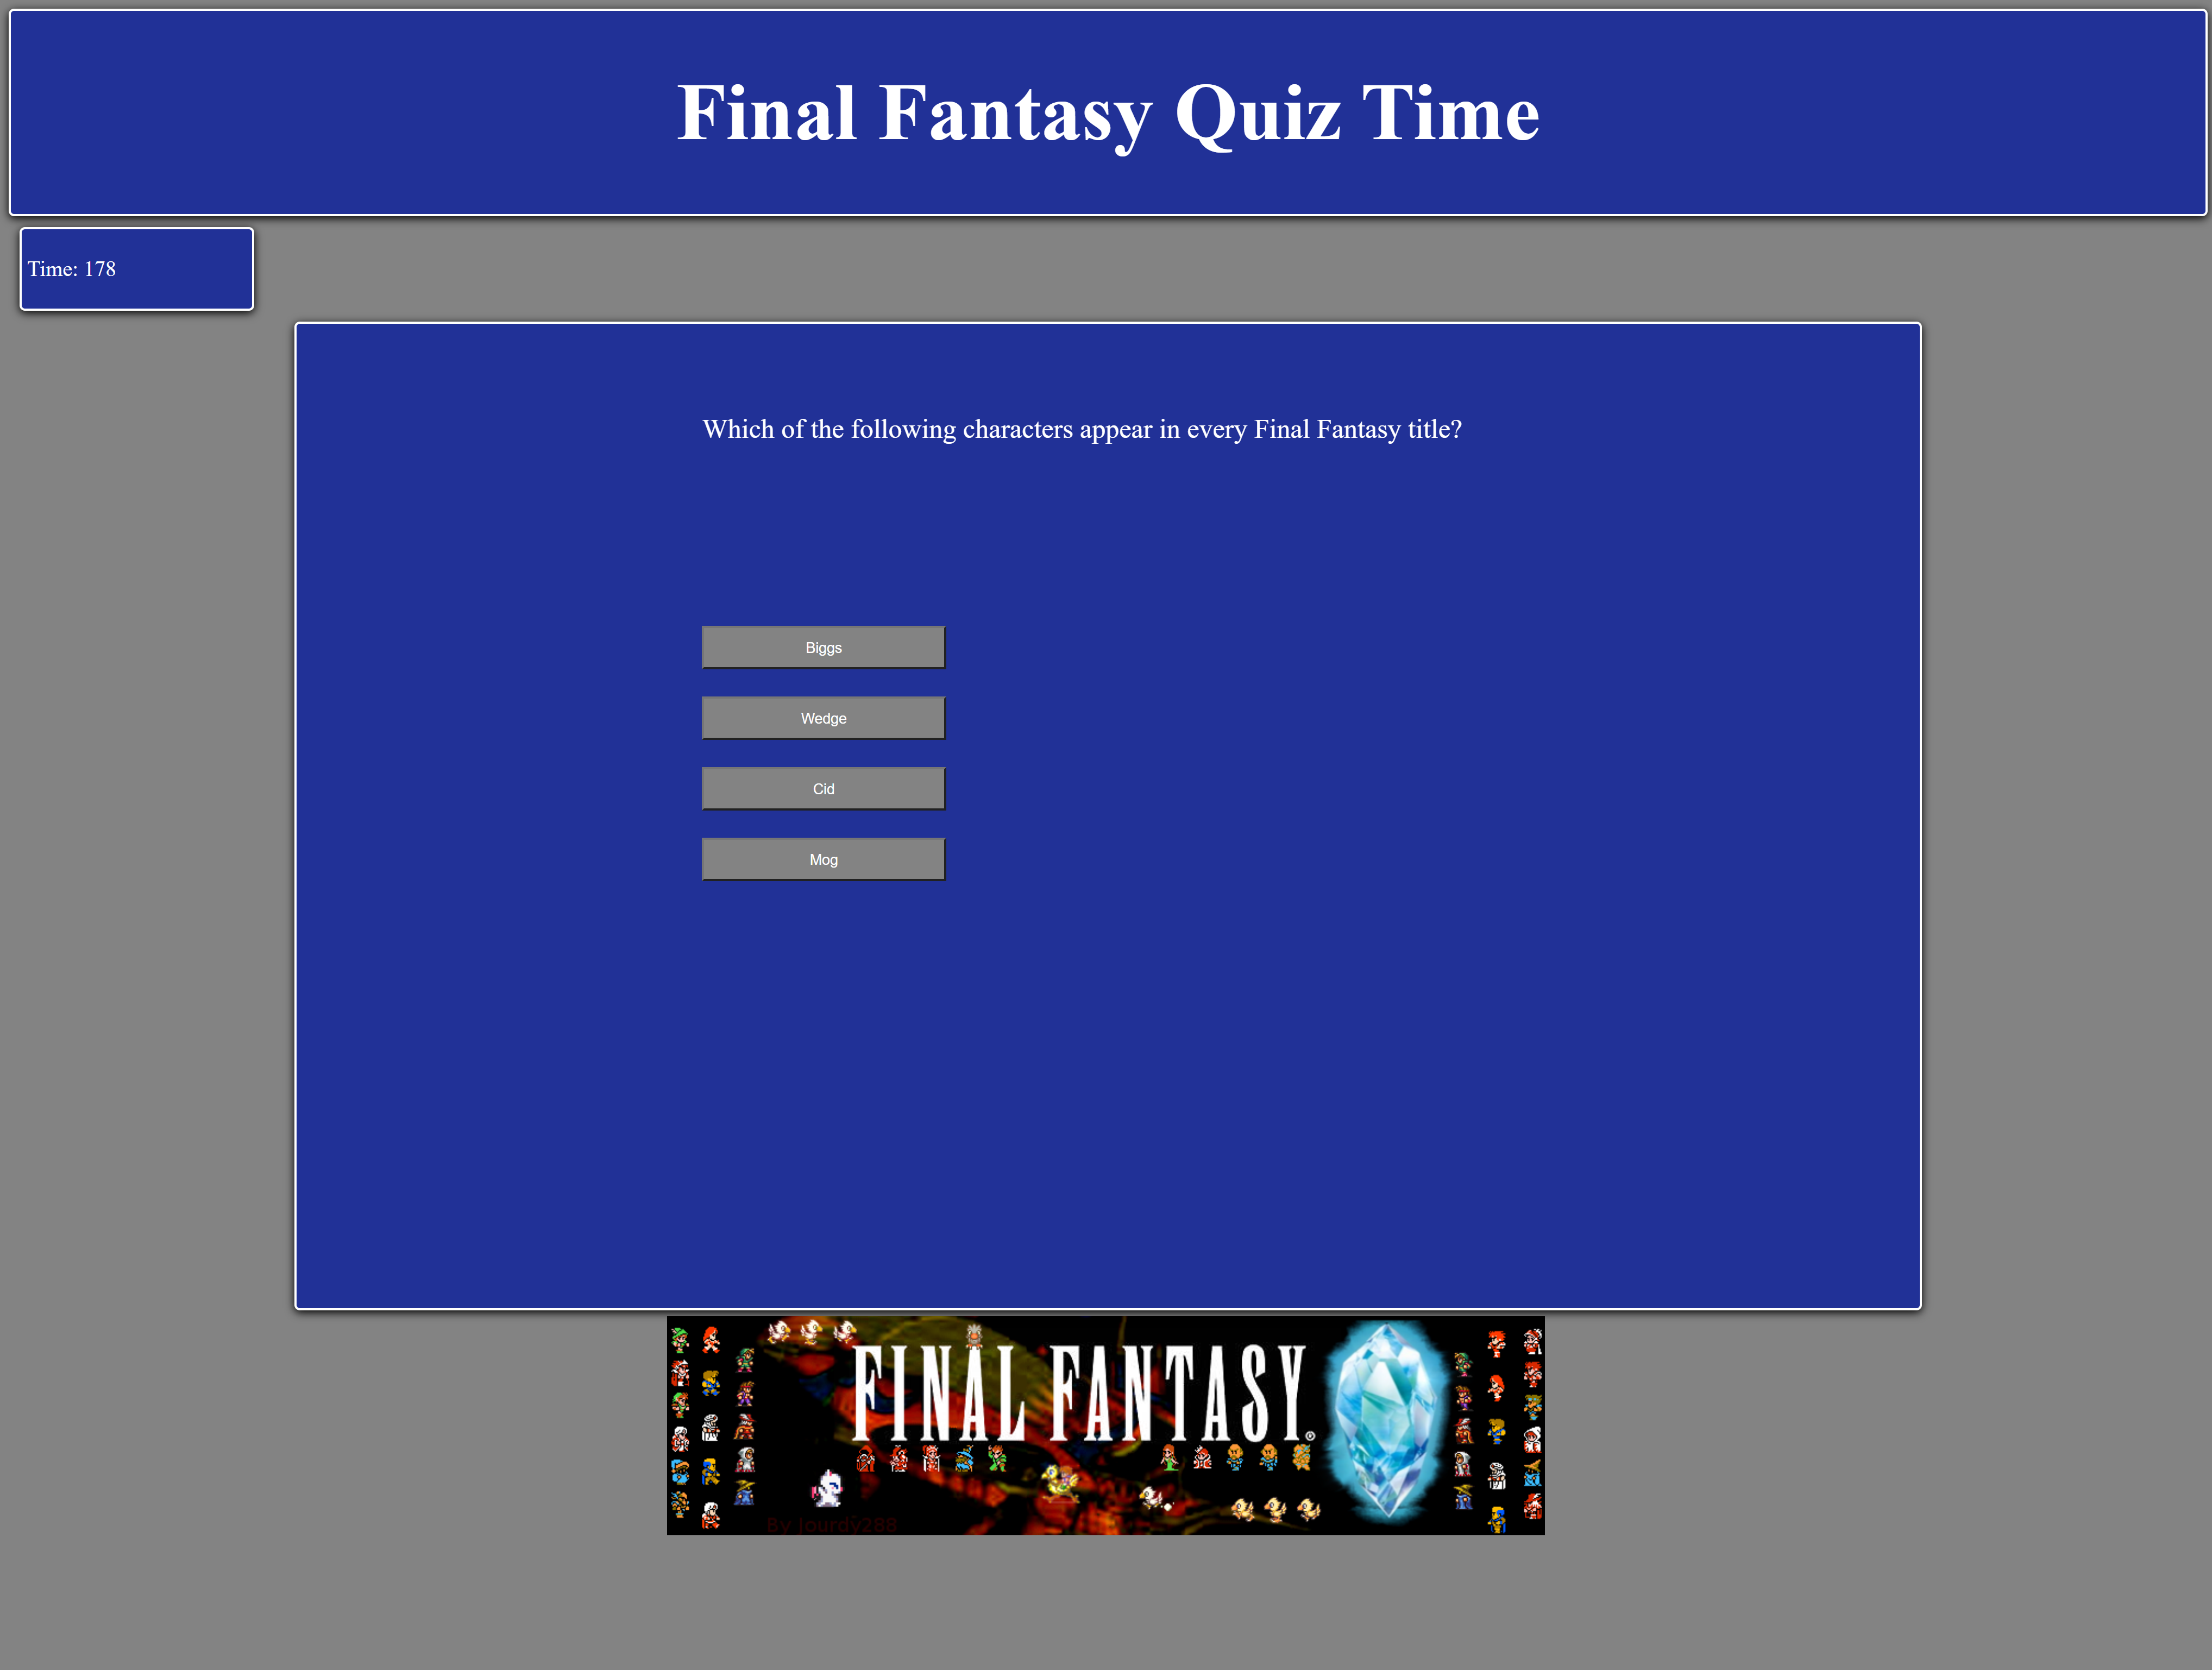 Final Fantasy Quiz Time
Time: 178
Which of the following characters appear in every Final Fantasy title?
Biggs
Wedge
Cid
Mog
FINAL FANTASY®
By Jourdy288